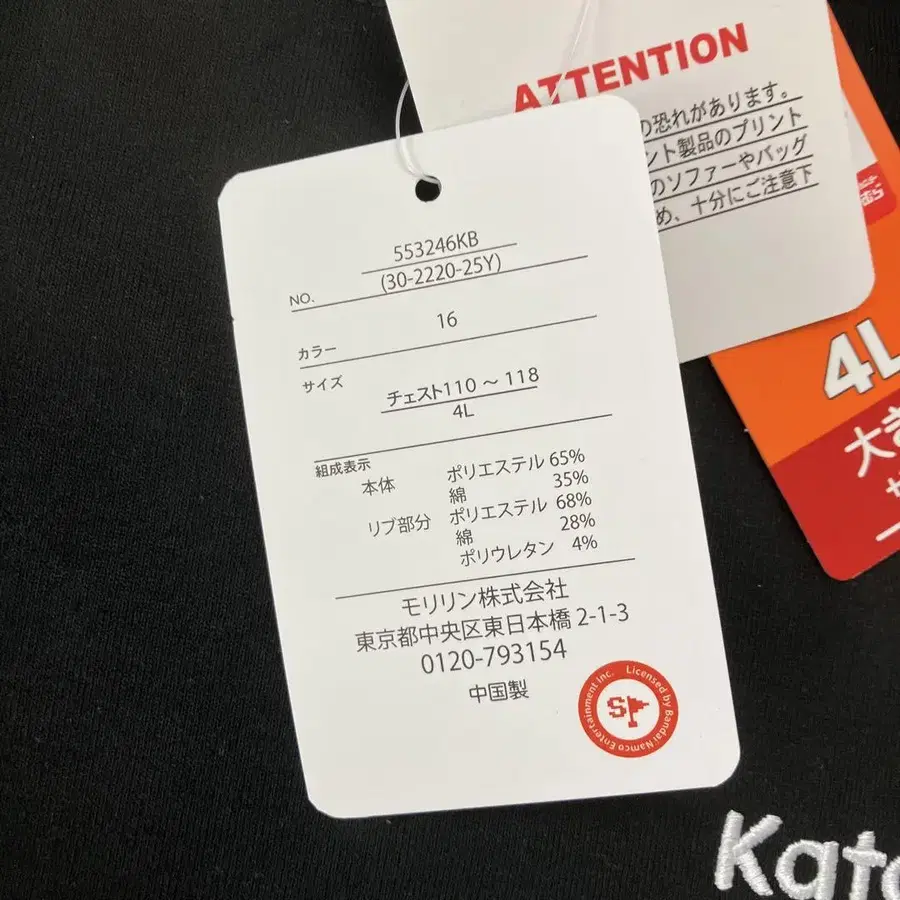 ATTENTION
の恐れがあります。
ント製品のプリント
のソファーやバッグ
め、十分にご注意下
4L
大き
サ
553246KB
NO. (30-2220-25Y)
カラー 16
サイズ チェスト110 ～ 118
4L
組成表示
本体 ポリエステル 65%
綿 35%
リブ部分 ポリエステル 68%
綿 28%
ポリウレタン 4%
モリリン株式会社
東京都中央区東日本橋 2-1-3
0120-793154
中国製
Licensed by Bandai Namco Entertainment Inc.
SP
Kata